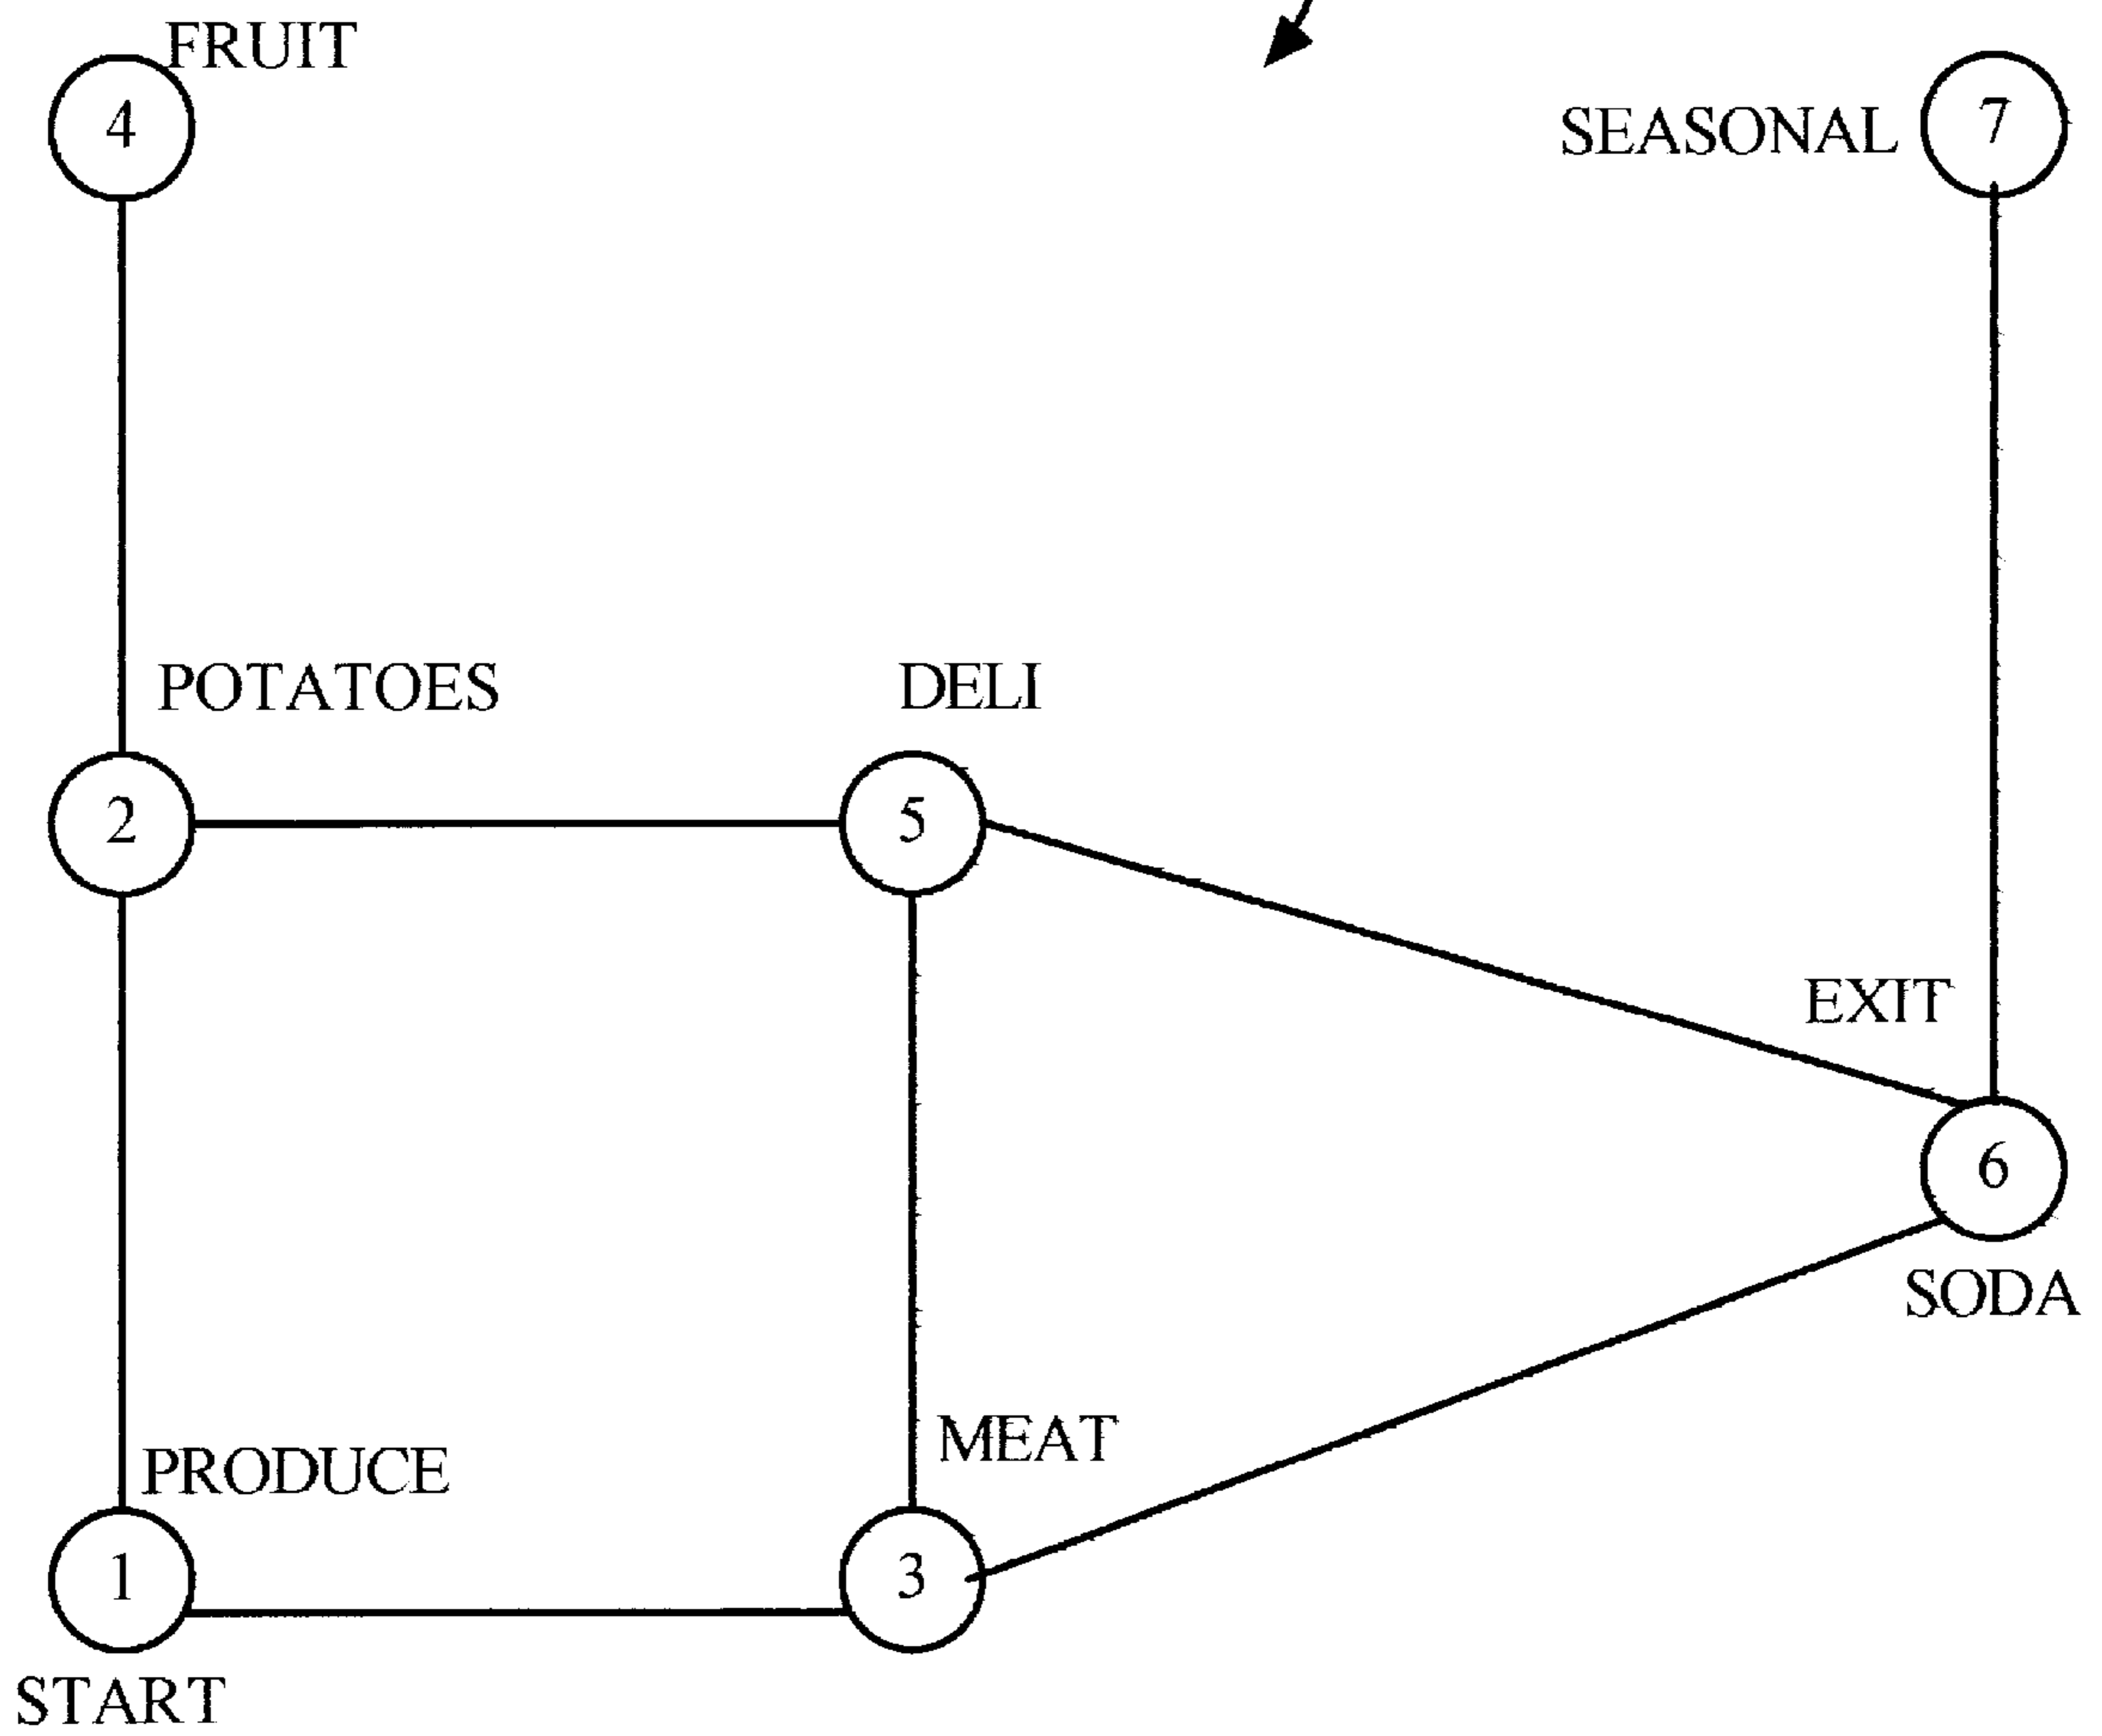 FRUIT
4
SEASONAL 7
POTATOES
DELI
2
5
EXIT
6
SODA
MEAT
PRODUCE
1
3
START